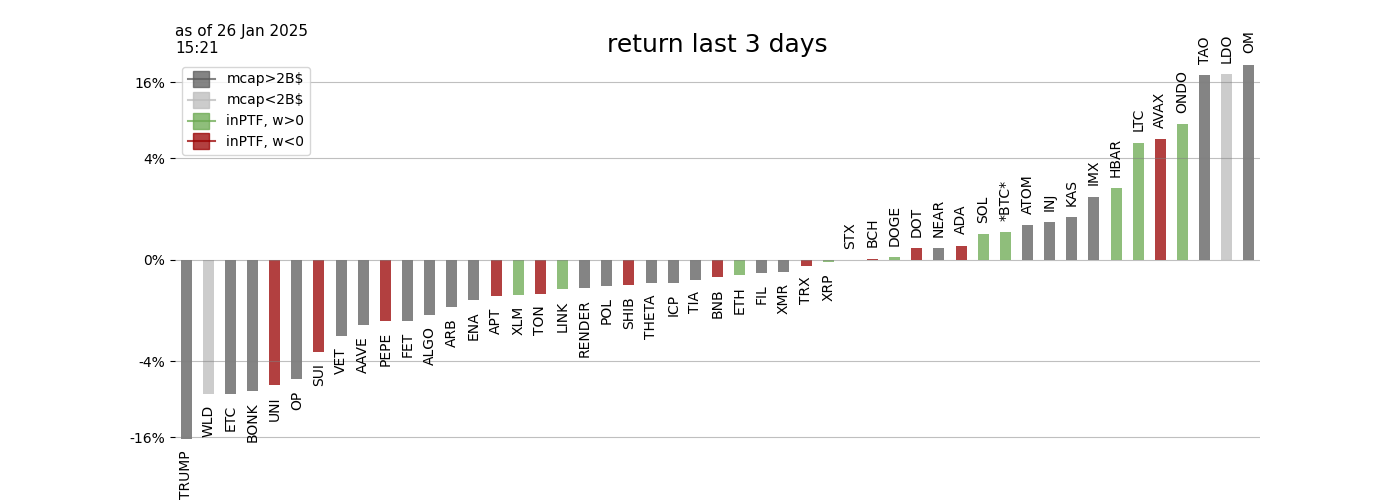 as of 26 Jan 2025
15:21
return last 3 days
mcap>2B$
mcap<2B$
inPTF, w>0
inPTF, w<0
16%
4%
0%
-4%
-16%
TRUMP
WLD
ETC
BONK
UNI
OP
SUI
VET
AAVE
PEPE
FET
ALGO
ARB
ENA
APT
XLM
TON
LINK
RENDER
POL
SHIB
THETA
ICP
TIA
BNB
ETH
FIL
XMR
TRX
XRP
STX
BCH
DOGE
DOT
NEAR
ADA
SOL
*BTC*
ATOM
INJ
KAS
IMX
HBAR
LTC
AVAX
ONDO
TAO
LDO
OM